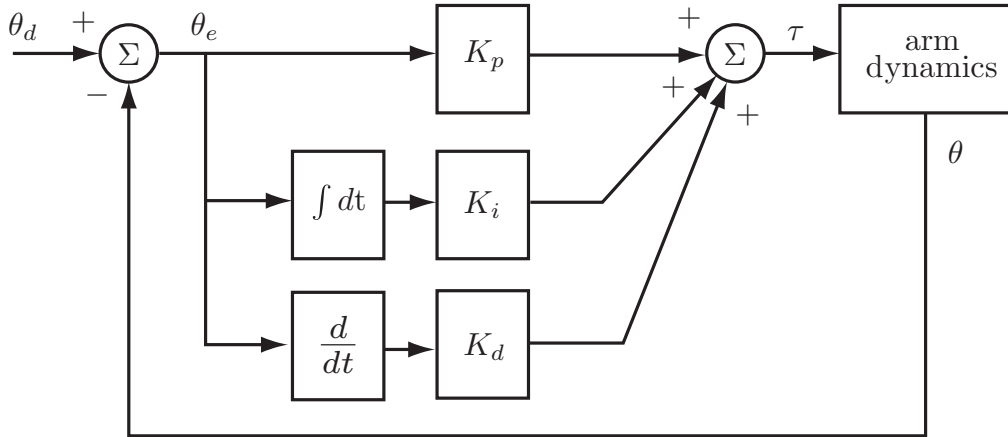 θ_d
+
Σ
−
θ_e
K_p
+
+
+
Σ
τ
arm
dynamics
θ
∫ dt
K_i
d/dt
K_d